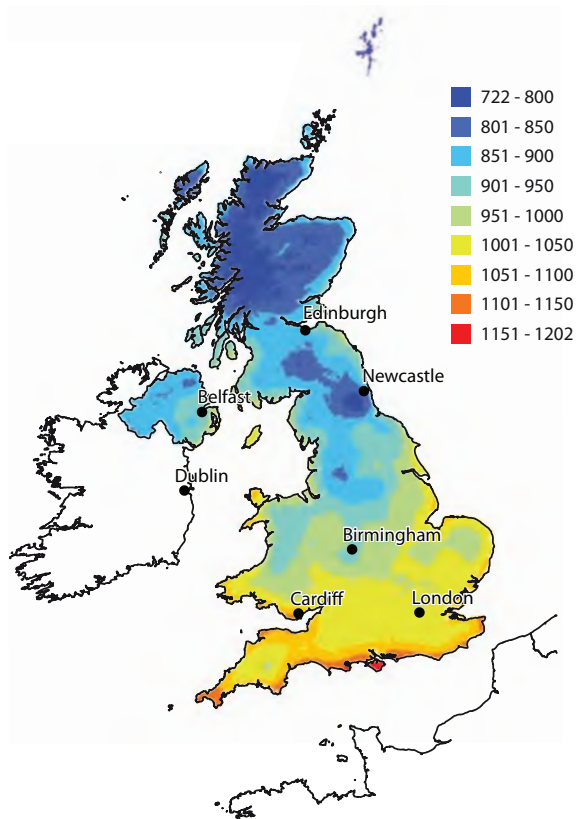 722 - 800
801 - 850
851 - 900
901 - 950
951 - 1000
1001 - 1050
1051 - 1100
1101 - 1150
1151 - 1202
Edinburgh
Newcastle
Belfast
Dublin
Birmingham
Cardiff
London